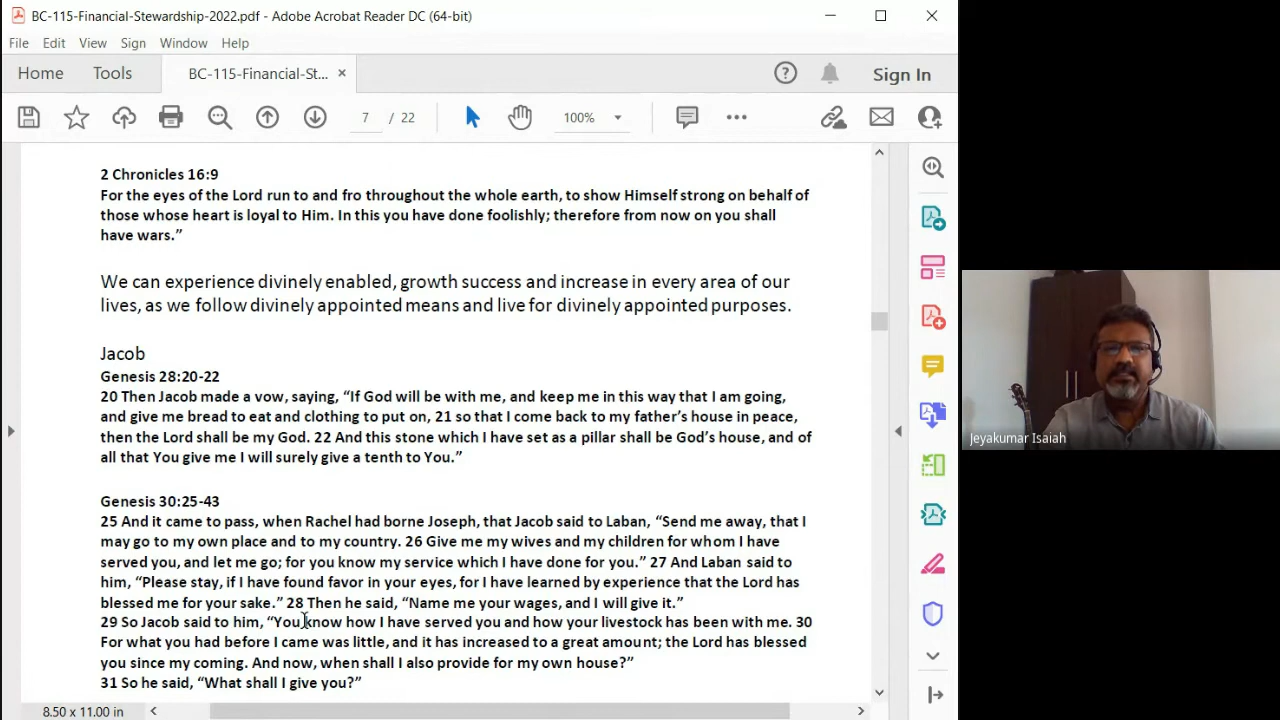 BC-115-Financial-Stewardship-2022.pdf - Adobe Acrobat Reader DC (64-bit)
File Edit View Sign Window Help
Home Tools BC-115-Financial-St... × Sign In
7 / 22 100%
2 Chronicles 16:9
For the eyes of the Lord run to and fro throughout the whole earth, to show Himself strong on behalf of
those whose heart is loyal to Him. In this you have done foolishly; therefore from now on you shall
have wars.”
We can experience divinely enabled, growth success and increase in every area of our
lives, as we follow divinely appointed means and live for divinely appointed purposes.
Jacob
Genesis 28:20-22
20 Then Jacob made a vow, saying, “If God will be with me, and keep me in this way that I am going,
and give me bread to eat and clothing to put on, 21 so that I come back to my father’s house in peace,
then the Lord shall be my God. 22 And this stone which I have set as a pillar shall be God’s house, and of
all that You give me I will surely give a tenth to You.”
Genesis 30:25-43
25 And it came to pass, when Rachel had borne Joseph, that Jacob said to Laban, “Send me away, that I
may go to my own place and to my country. 26 Give me my wives and my children for whom I have
served you, and let me go; for you know my service which I have done for you.” 27 And Laban said to
him, “Please stay, if I have found favor in your eyes, for I have learned by experience that the Lord has
blessed me for your sake.” 28 Then he said, “Name me your wages, and I will give it.”
29 So Jacob said to him, “You know how I have served you and how your livestock has been with me. 30
For what you had before I came was little, and it has increased to a great amount; the Lord has blessed
you since my coming. And now, when shall I also provide for my own house?”
31 So he said, “What shall I give you?”
8.50 x 11.00 in
Jeyakumar Isaiah